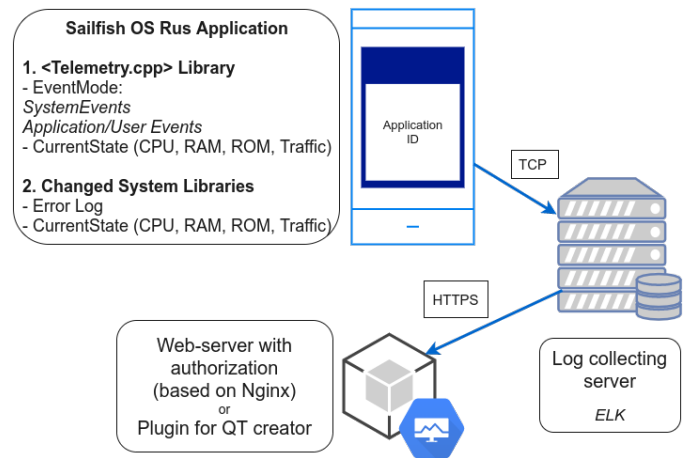 Sailfish OS Rus Application
1. <Telemetry.cpp> Library
- EventMode:
SystemEvents
Application/User Events
- CurrentState (CPU, RAM, ROM, Traffic)
2. Changed System Libraries
- Error Log
- CurrentState (CPU, RAM, ROM, Traffic)
Application
ID
TCP
HTTPS
Web-server with
authorization
(based on Nginx)
or
Plugin for QT creator
Log collecting
server
ELK